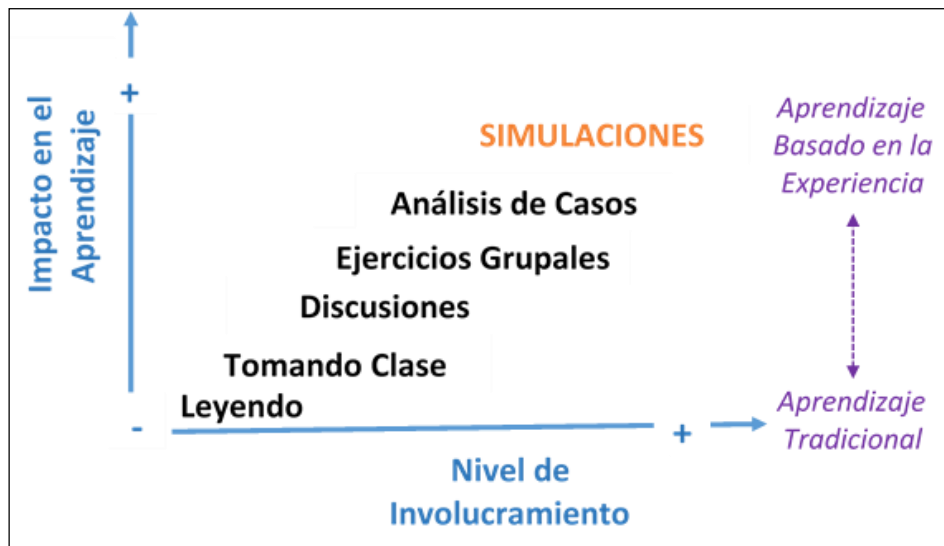 Impacto en el
Aprendizaje
+
-
SIMULACIONES
Análisis de Casos
Ejercicios Grupales
Discusiones
Tomando Clase
Leyendo
+
Nivel de
Involucramiento
Aprendizaje
Basado en la
Experiencia
Aprendizaje
Tradicional